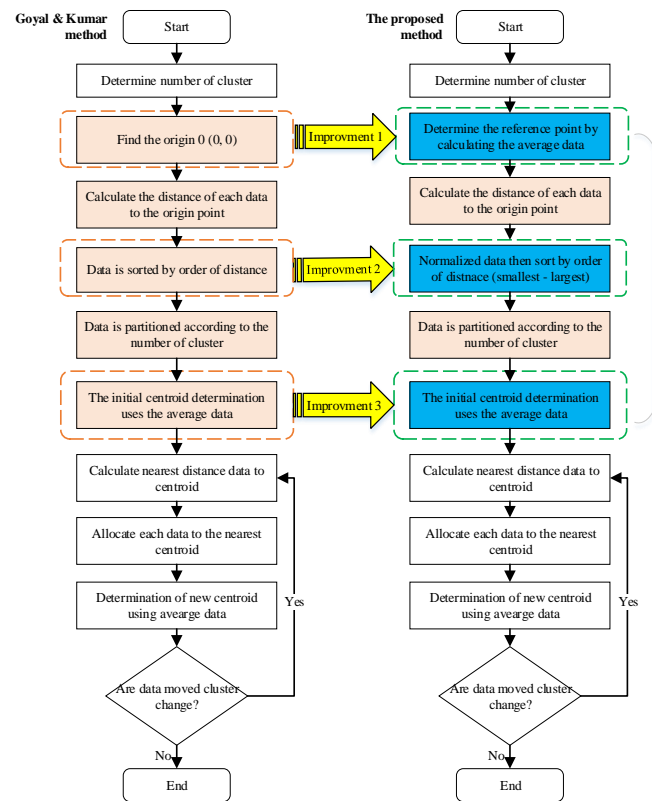 Goyal & Kumar
method
Start
Determine number of cluster
Find the origin 0 (0, 0)
Calculate the distance of each data
to the origin point
Data is sorted by order of distance
Data is partitioned according to the
number of cluster
The initial centroid determination
uses the average data
Calculate nearest distance data to
centroid
Allocate each data to the nearest
centroid
Determination of new centroid
using avearge data
Yes
Are data moved cluster
change?
No
End
Improvment 1
Improvment 2
Improvment 3
The proposed
method
Start
Determine number of cluster
Determine the reference point by
calculating the average data
Calculate the distance of each data
to the origin point
Normalized data then sort by order
of distnace (smallest - largest)
Data is partitioned according to the
number of cluster
The initial centroid determination
uses the average data
Calculate nearest distance data to
centroid
Allocate each data to the nearest
centroid
Determination of new centroid
using avearge data
Yes
Are data moved cluster
change?
No
End